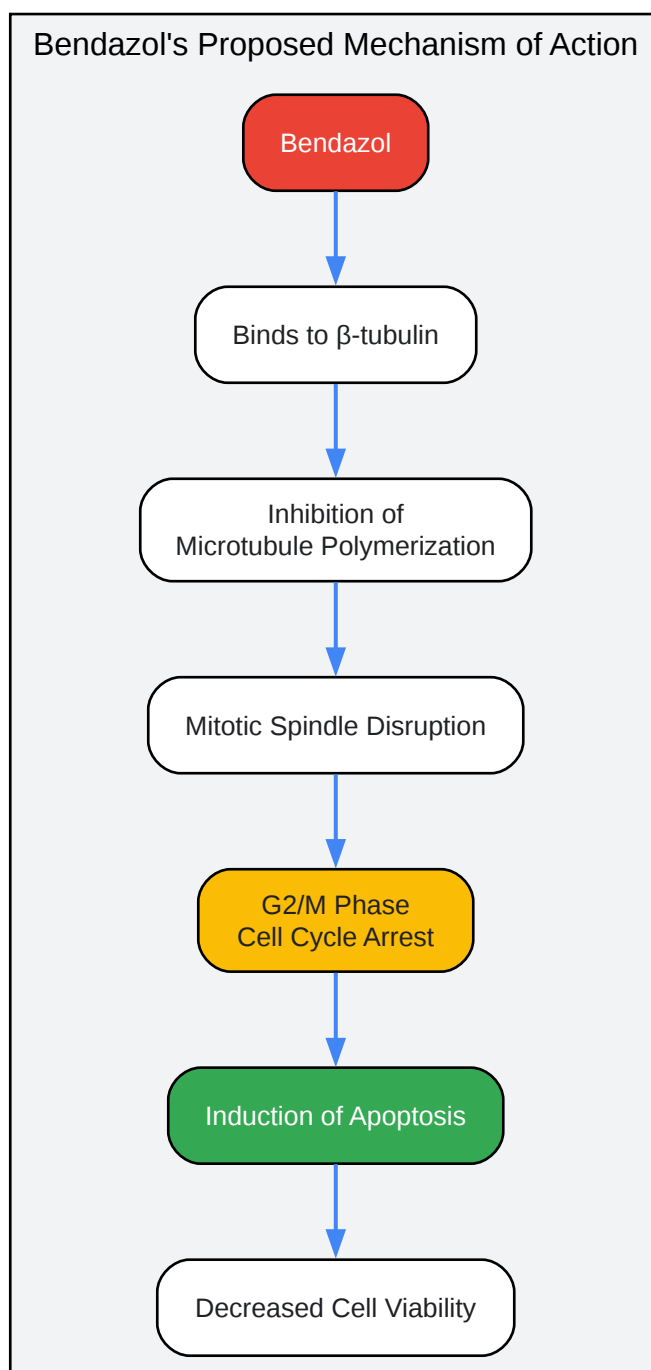 Bendazol's Proposed Mechanism of Action
Bendazol
Binds to β-tubulin
Inhibition of
Microtubule Polymerization
Mitotic Spindle Disruption
G2/M Phase
Cell Cycle Arrest
Induction of Apoptosis
Decreased Cell Viability